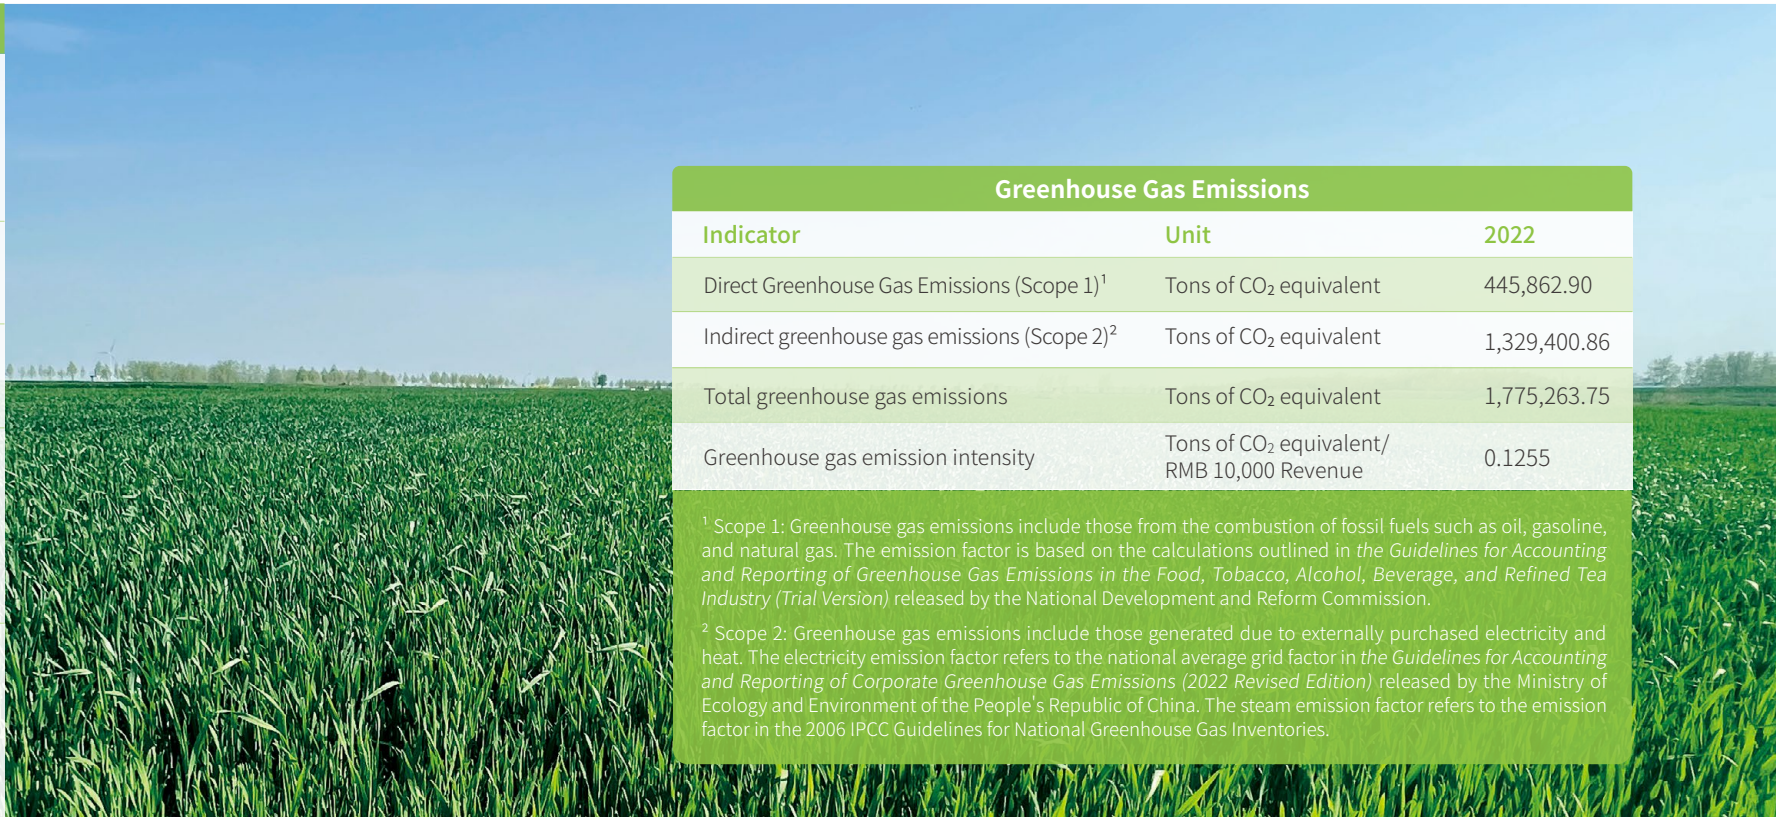 Greenhouse Gas Emissions
Indicator Unit 2022
Direct Greenhouse Gas Emissions (Scope 1)¹ Tons of CO₂ equivalent 445,862.90
Indirect greenhouse gas emissions (Scope 2)² Tons of CO₂ equivalent 1,329,400.86
Total greenhouse gas emissions Tons of CO₂ equivalent 1,775,263.75
Greenhouse gas emission intensity Tons of CO₂ equivalent/ 0.1255
RMB 10,000 Revenue
¹ Scope 1: Greenhouse gas emissions include those from the combustion of fossil fuels such as oil, gasoline,
and natural gas. The emission factor is based on the calculations outlined in the Guidelines for Accounting
and Reporting of Greenhouse Gas Emissions in the Food, Tobacco, Alcohol, Beverage, and Refined Tea
Industry (Trial Version) released by the National Development and Reform Commission.
² Scope 2: Greenhouse gas emissions include those generated due to externally purchased electricity and
heat. The electricity emission factor refers to the national average grid factor in the Guidelines for Accounting
and Reporting of Corporate Greenhouse Gas Emissions (2022 Revised Edition) released by the Ministry of
Ecology and Environment of the People's Republic of China. The steam emission factor refers to the emission
factor in the 2006 IPCC Guidelines for National Greenhouse Gas Inventories.